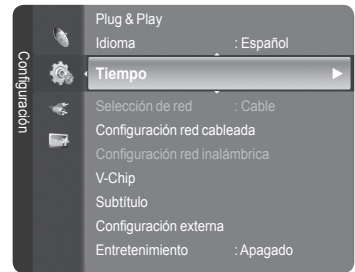 Configuración
Plug & Play
Idioma : Español
Tiempo
Selección de red : Cable
Configuración red cableada
Configuración red inalámbrica
V-Chip
Subtítulo
Configuración externa
Entretenimiento : Apagado